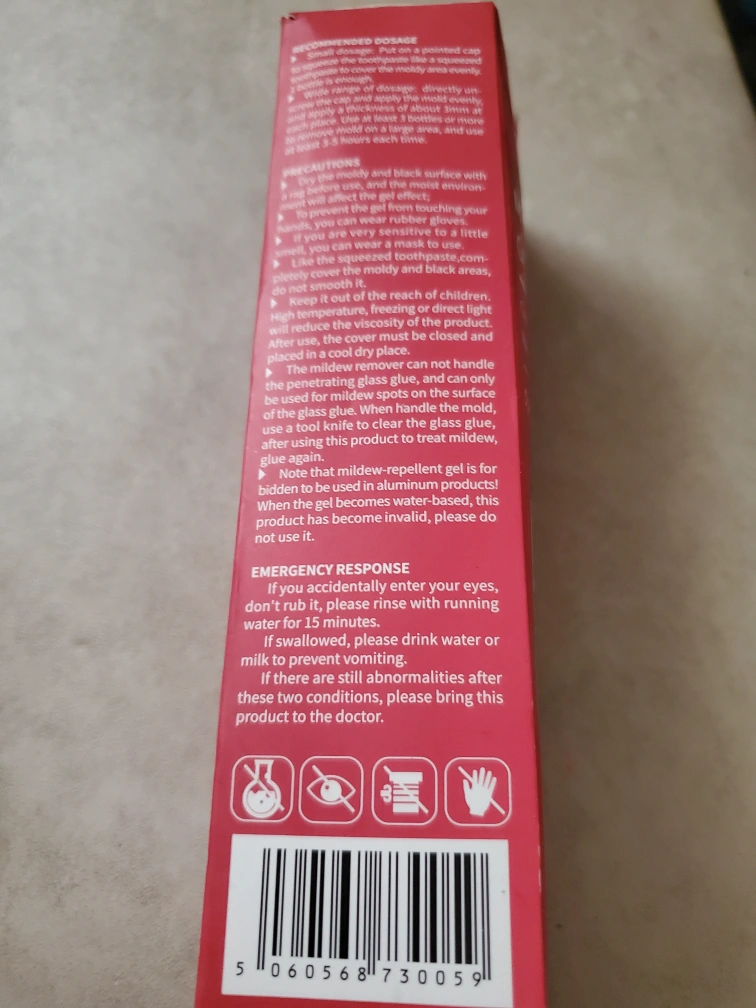 RECOMMENDED DOSAGE
Small dosage: Put on a pointed cap
to squeeze the toothpaste like a squeezed
toothpaste to cover the moldy area evenly.
1 bottle is enough.
Wide range of dosage: directly un-
screw the cap and apply the mold evenly,
and apply a thickness of about 3mm at
each place. Use at least 3 bottles or more
to remove mold on a large area, and use
at least 3-5 hours each time.
PRECAUTIONS
Dry the moldy and black surface with
a rag before use, and the moist environ-
ment will affect the gel effect;
To prevent the gel from touching your
hands, you can wear rubber gloves.
If you are very sensitive to a little
smell, you can wear a mask to use.
Like the squeezed toothpaste,com-
pletely cover the moldy and black areas,
do not smooth it.
Keep it out of the reach of children.
High temperature, freezing or direct light
will reduce the viscosity of the product.
After use, the cover must be closed and
placed in a cool dry place.
The mildew remover can not handle
the penetrating glass glue, and can only
be used for mildew spots on the surface
of the glass glue. When handle the mold,
use a tool knife to clear the glass glue,
after using this product to treat mildew,
glue again.
Note that mildew-repellent gel is for
bidden to be used in aluminum products!
When the gel becomes water-based, this
product has become invalid, please do
not use it.
EMERGENCY RESPONSE
If you accidentally enter your eyes,
don't rub it, please rinse with running
water for 15 minutes.
If swallowed, please drink water or
milk to prevent vomiting.
If there are still abnormalities after
these two conditions, please bring this
product to the doctor.
5 060568 730059